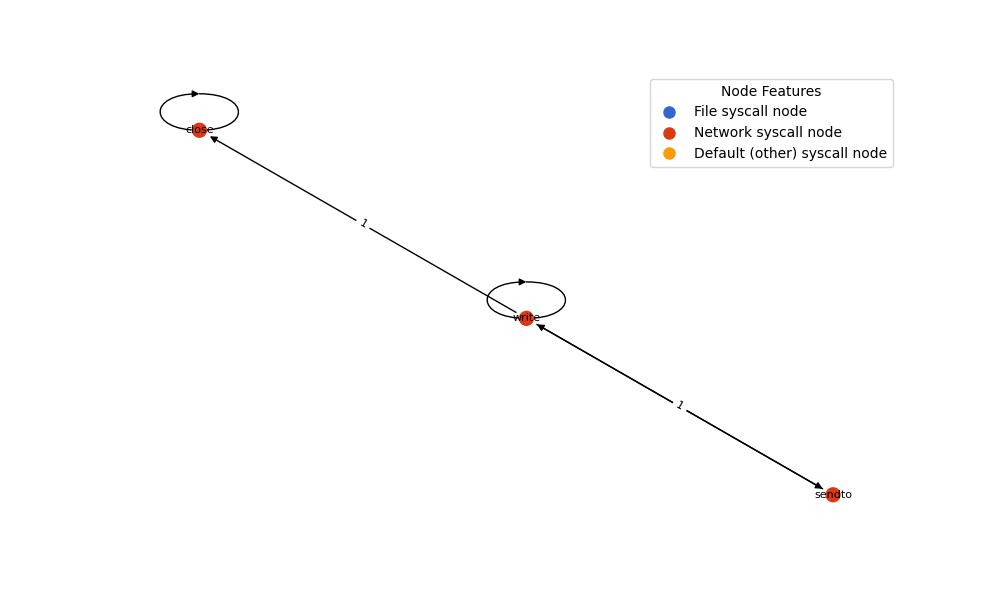 Node Features
File syscall node
Network syscall node
Default (other) syscall node
close
1
write
1
sendto